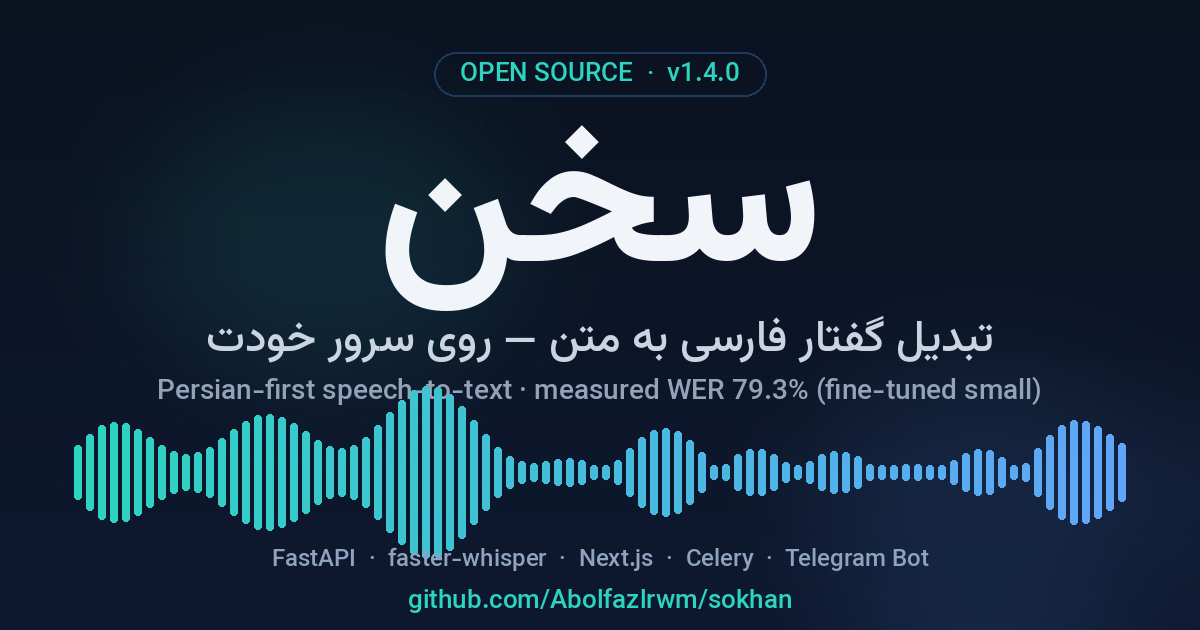 OPEN SOURCE · v1.4.0
سخن
تبدیل گفتار فارسی به متن — روی سرور خودت
Persian-first speech-to-text · measured WER 79.3% (fine-tuned small)
FastAPI · faster-whisper · Next.js · Celery · Telegram Bot
github.com/Abolfazlrwm/sokhan